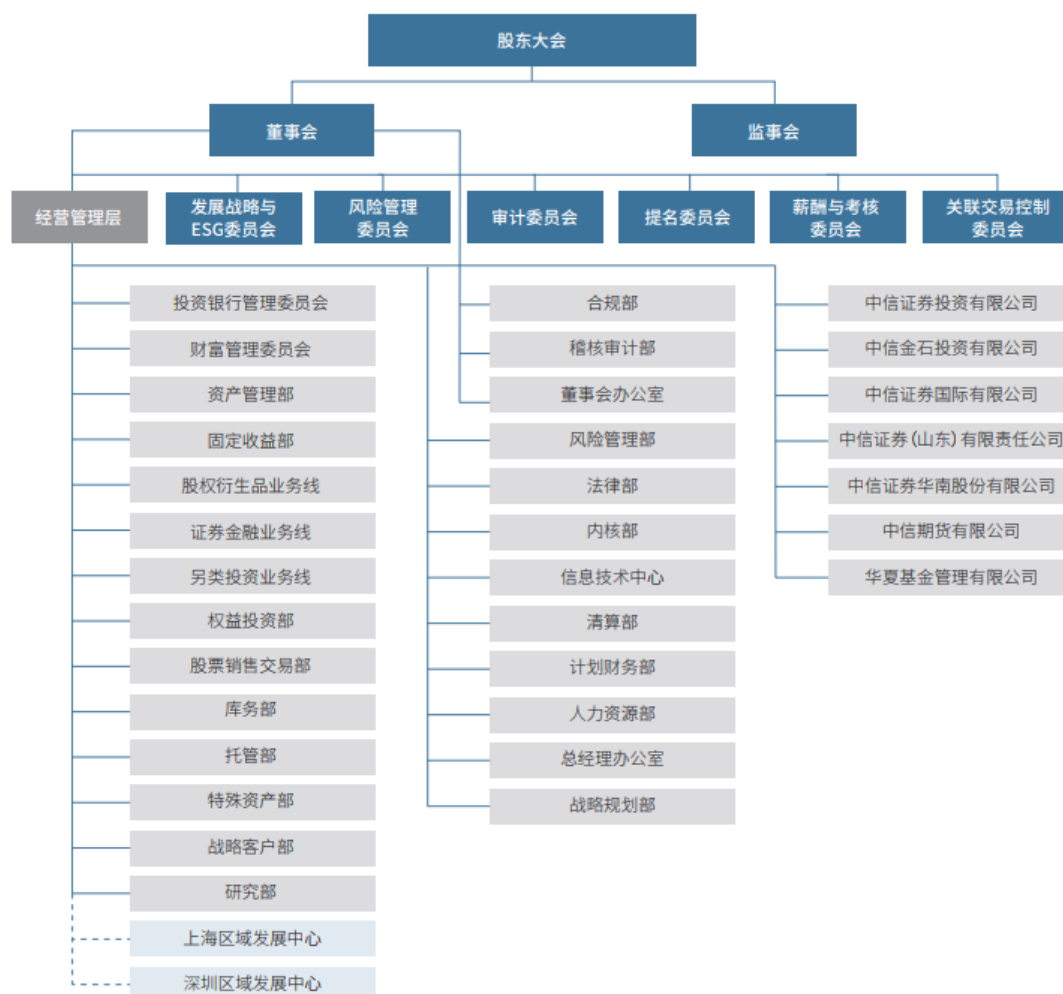 股东大会
董事会
监事会
经营管理层
发展战略与
ESG委员会
风险管理
委员会
审计委员会
提名委员会
薪酬与考核
委员会
关联交易控制
委员会
投资银行管理委员会
财富管理委员会
资产管理部
固定收益部
股权衍生品业务线
证券金融业务线
另类投资业务线
权益投资部
股票销售交易部
库务部
托管部
特殊资产部
战略客户部
研究部
上海区域发展中心
深圳区域发展中心
合规部
稽核审计部
董事会办公室
风险管理部
法律部
内核部
信息技术中心
清算部
计划财务部
人力资源部
总经理办公室
战略规划部
中信证券投资有限公司
中信金石投资有限公司
中信证券国际有限公司
中信证券(山东)有限责任公司
中信证券华南股份有限公司
中信期货有限公司
华夏基金管理有限公司